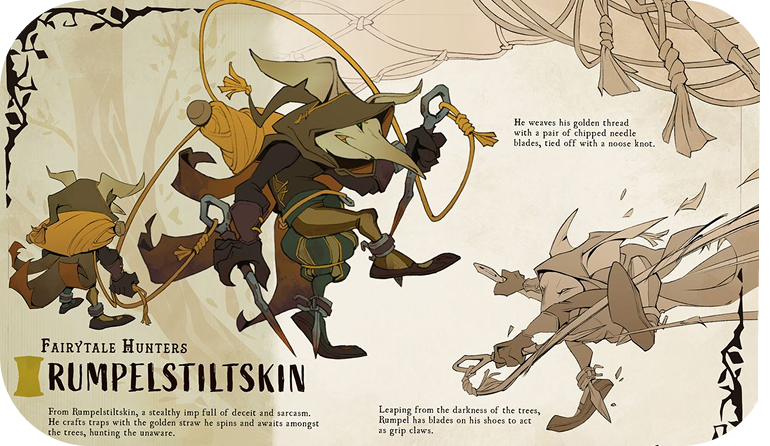 He weaves his golden thread
with a pair of chipped needle
blades, tied off with a noose knot.
Fairytale Hunters
RUMPELSTILTSKIN
From Rumpelstiltskin, a stealthy imp full of deceit and sarcasm.
He crafts traps with the golden straw he spins and awaits amongst
the trees, hunting the unaware.
Leaping from the darkness of the trees,
Rumpel has blades on his shoes to act
as grip claws.